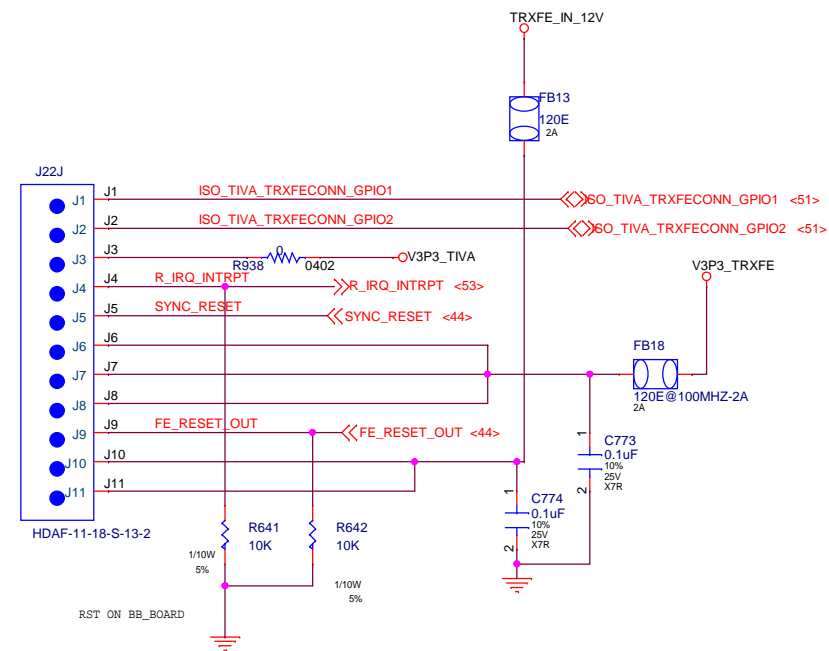 TRXFE_IN_12V
FB13
120E
2A
J22J
J1 J1 ISO_TIVA_TRXFECONN_GPIO1 ISO_TIVA_TRXFECONN_GPIO1 <51>
J2 J2 ISO_TIVA_TRXFECONN_GPIO2 ISO_TIVA_TRXFECONN_GPIO2 <51>
J3 J3 R938 0 0402 V3P3_TIVA
V3P3_TRXFE
J4 J4 R_IRQ_INTRPT R_IRQ_INTRPT <53>
J5 J5 SYNC_RESET SYNC_RESET <44>
J6 J6
FB18
J7 J7
120E@100MHZ-2A
2A
J8 J8
J9 J9 FE_RESET_OUT FE_RESET_OUT <44>
1 C773
0.1uF
10%
25V
X7R
2
J10 J10
J11 J11
1 C774
0.1uF
10%
25V
X7R
2
HDAF-11-18-S-13-2
R641
10K
1/10W
5%
R642
10K
1/10W
5%
RST ON BB_BOARD